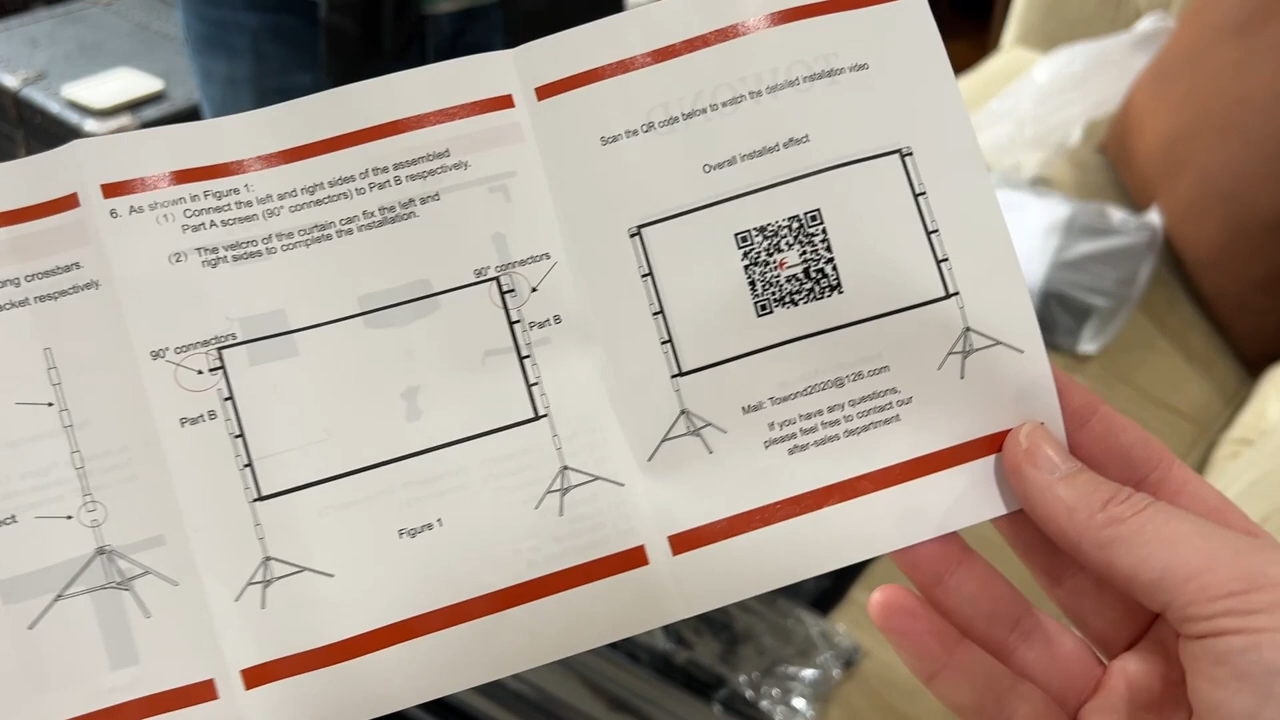 ong crossbars.
acket respectively.
ect
6. As shown in Figure 1:
(1) Connect the left and right sides of the assembled
Part A screen (90° connectors) to Part B respectively.
(2) The velcro of the curtain can fix the left and
right sides to complete the installation.
90° connectors
90° connectors
Part B
Part B
Figure 1
Scan the QR code below to watch the detailed installation video
Overall installed effect
Mail: Towond2020@126.com
If you have any questions,
please feel free to contact our
after-sales department